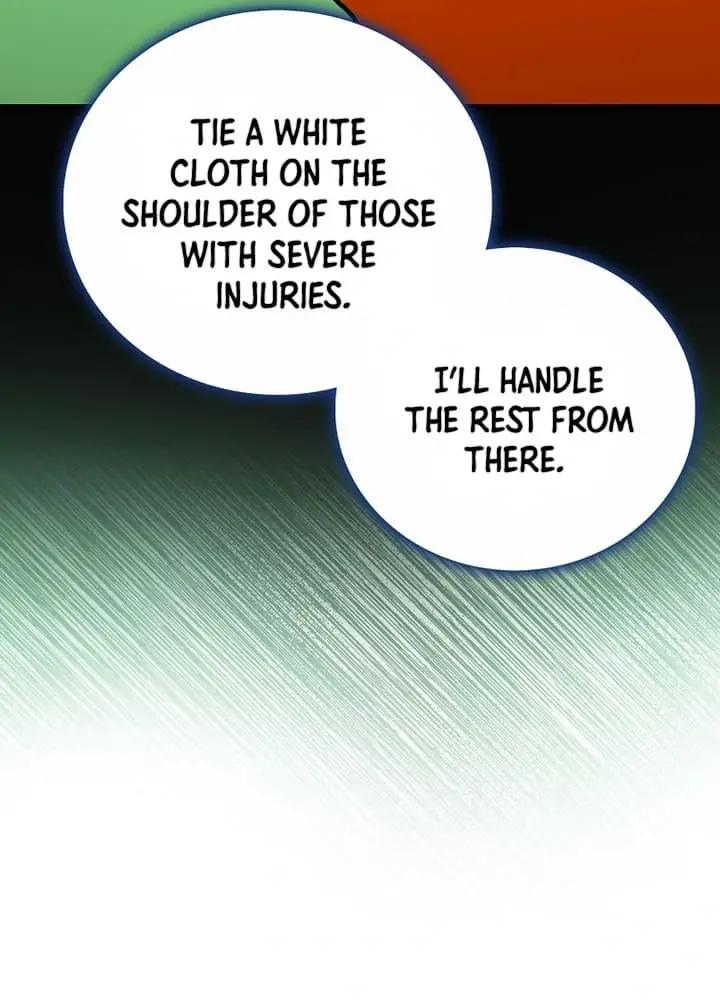 TIE A WHITE
CLOTH ON THE
SHOULDER OF THOSE
WITH SEVERE
INJURIES.
I'LL HANDLE
THE REST FROM
THERE.